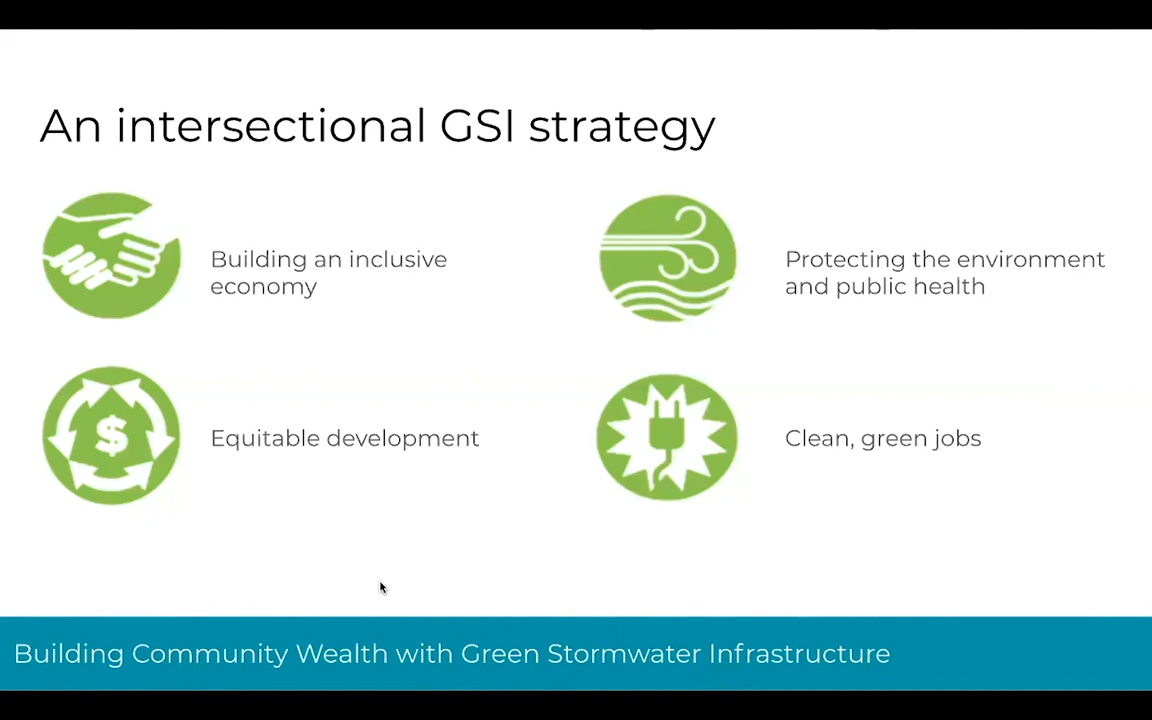 An intersectional GSI strategy
Building an inclusive
economy
Protecting the environment
and public health
$
Equitable development
Clean, green jobs
Building Community Wealth with Green Stormwater Infrastructure